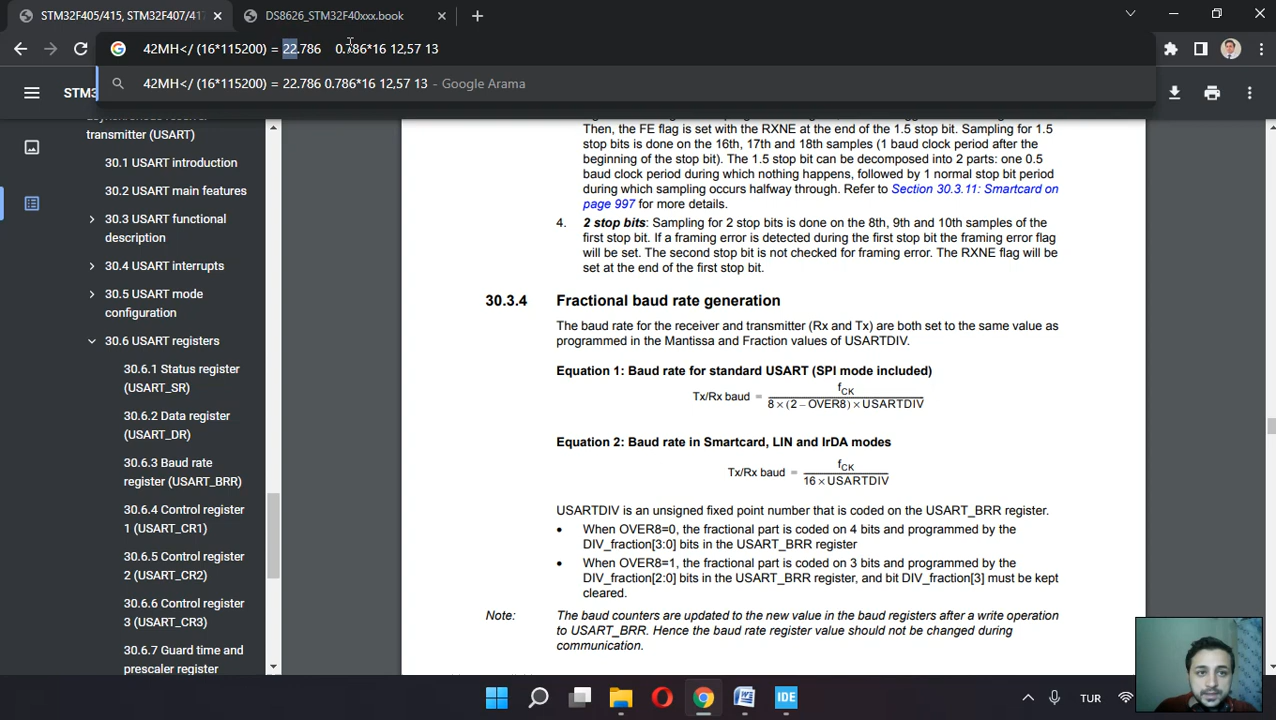 STM32F405/415, STM32F407/417
DS8626_STM32F40xxx.book
42MH</ (16*115200) = 22.786 0.786*16 12,57 13
42MH</ (16*115200) = 22.786 0.786*16 12,57 13 - Google Arama
STM3
transmitter (USART)
30.1 USART introduction
30.2 USART main features
30.3 USART functional
description
30.4 USART interrupts
30.5 USART mode
configuration
30.6 USART registers
30.6.1 Status register
(USART_SR)
30.6.2 Data register
(USART_DR)
30.6.3 Baud rate
register (USART_BRR)
30.6.4 Control register
1 (USART_CR1)
30.6.5 Control register
2 (USART_CR2)
30.6.6 Control register
3 (USART_CR3)
30.6.7 Guard time and
prescaler register
Then, the FE flag is set with the RXNE at the end of the 1.5 stop bit. Sampling for 1.5
stop bits is done on the 16th, 17th and 18th samples (1 baud clock period after the
beginning of the stop bit). The 1.5 stop bit can be decomposed into 2 parts: one 0.5
baud clock period during which nothing happens, followed by 1 normal stop bit period
during which sampling occurs halfway through. Refer to Section 30.3.11: Smartcard on
page 997 for more details.
4. 2 stop bits: Sampling for 2 stop bits is done on the 8th, 9th and 10th samples of the
first stop bit. If a framing error is detected during the first stop bit the framing error flag
will be set. The second stop bit is not checked for framing error. The RXNE flag will be
set at the end of the first stop bit.
30.3.4 Fractional baud rate generation
The baud rate for the receiver and transmitter (Rx and Tx) are both set to the same value as
programmed in the Mantissa and Fraction values of USARTDIV.
Equation 1: Baud rate for standard USART (SPI mode included)
Tx/Rx baud = fCK / 8×(2–OVER8)×USARTDIV
Equation 2: Baud rate in Smartcard, LIN and IrDA modes
Tx/Rx baud = fCK / 16×USARTDIV
USARTDIV is an unsigned fixed point number that is coded on the USART_BRR register.
• When OVER8=0, the fractional part is coded on 4 bits and programmed by the
DIV_fraction[3:0] bits in the USART_BRR register
• When OVER8=1, the fractional part is coded on 3 bits and programmed by the
DIV_fraction[2:0] bits in the USART_BRR register, and bit DIV_fraction[3] must be kept
cleared.
Note: The baud counters are updated to the new value in the baud registers after a write operation
to USART_BRR. Hence the baud rate register value should not be changed during
communication.
IDE
TUR